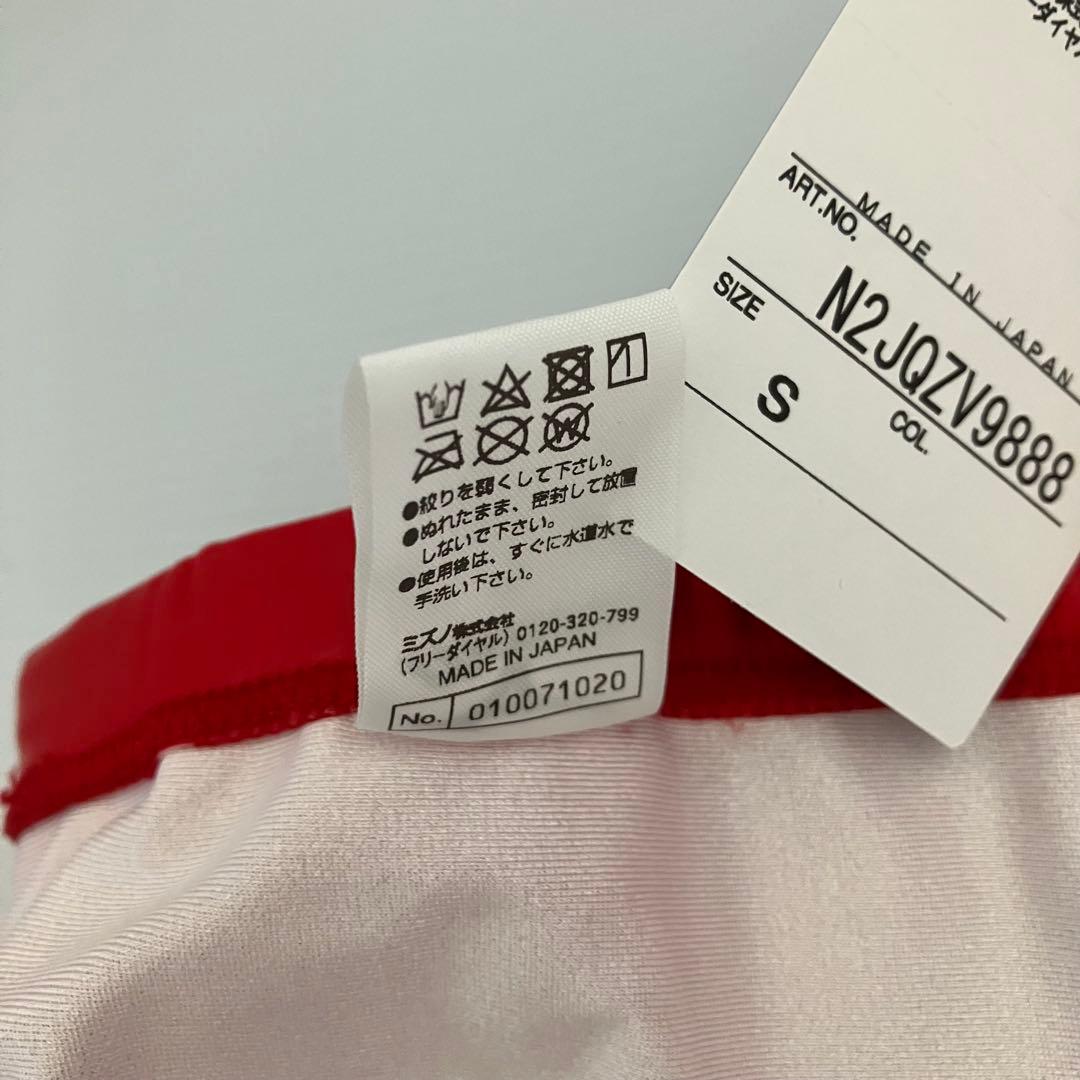 ●絞りを弱くして下さい。
●ぬれたまま、密封して放置
しないで下さい。
●使用後は、すぐに水道水で
手洗い下さい。
ミズノ株式会社
(フリーダイヤル) 0120-320-799
MADE IN JAPAN
No. 010071020
W
MADE IN JAPAN
ART.NO. N2JQZV9888
SIZE S COL.